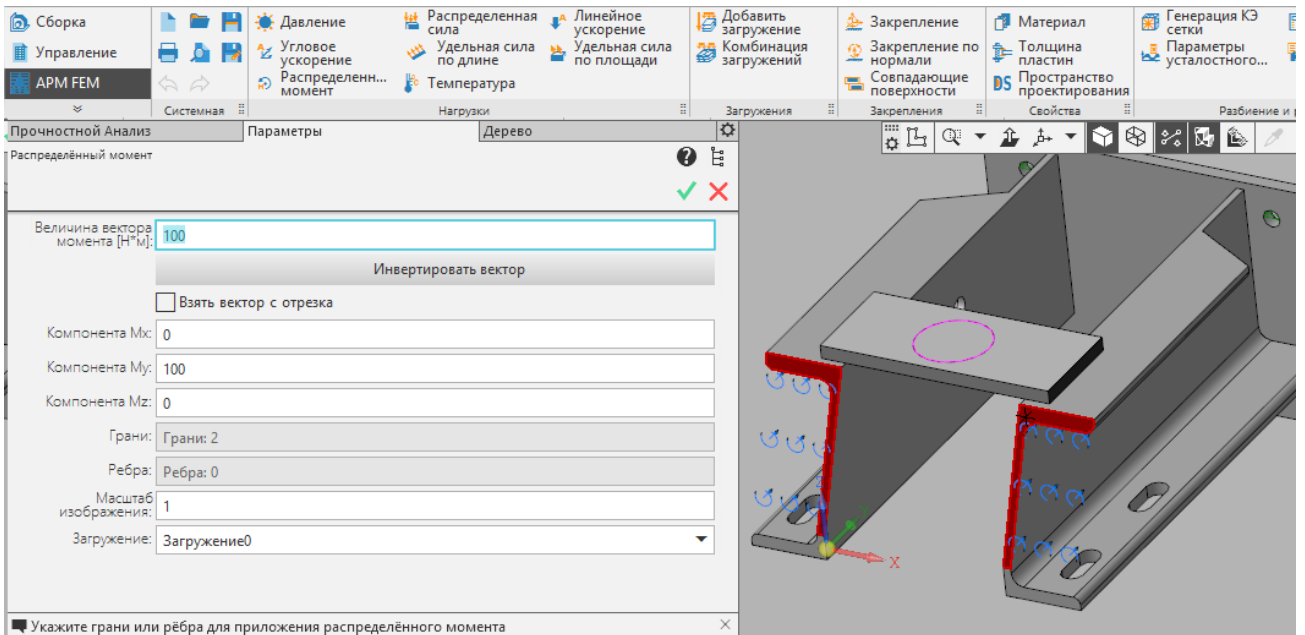 Сборка
Управление
APM FEM
Системная
Давление
Угловое
ускорение
Распределенн...
момент
Распределенная
сила
Удельная сила
по длине
Температура
Линейное
ускорение
Удельная сила
по площади
Нагрузки
Добавить
загружение
Комбинация
загружений
Загружения
Закрепление
Закрепление по
нормали
Совпадающие
поверхности
Закрепления
Материал
Толщина
пластин
DS Пространство
проектирования
Свойства
Генерация КЭ
сетки
Параметры
усталостного...
Разбиение и
Прочностной Анализ
Параметры
Дерево
Распределённый момент
Величина вектора
момента [Н*м]: 100
Инвертировать вектор
Взять вектор с отрезка
Компонента Mx: 0
Компонента My: 100
Компонента Mz: 0
Грани: Грани: 2
Ребра: Ребра: 0
Масштаб
изображения: 1
Загружение: Загружение0
Укажите грани или рёбра для приложения распределённого момента
Z
X